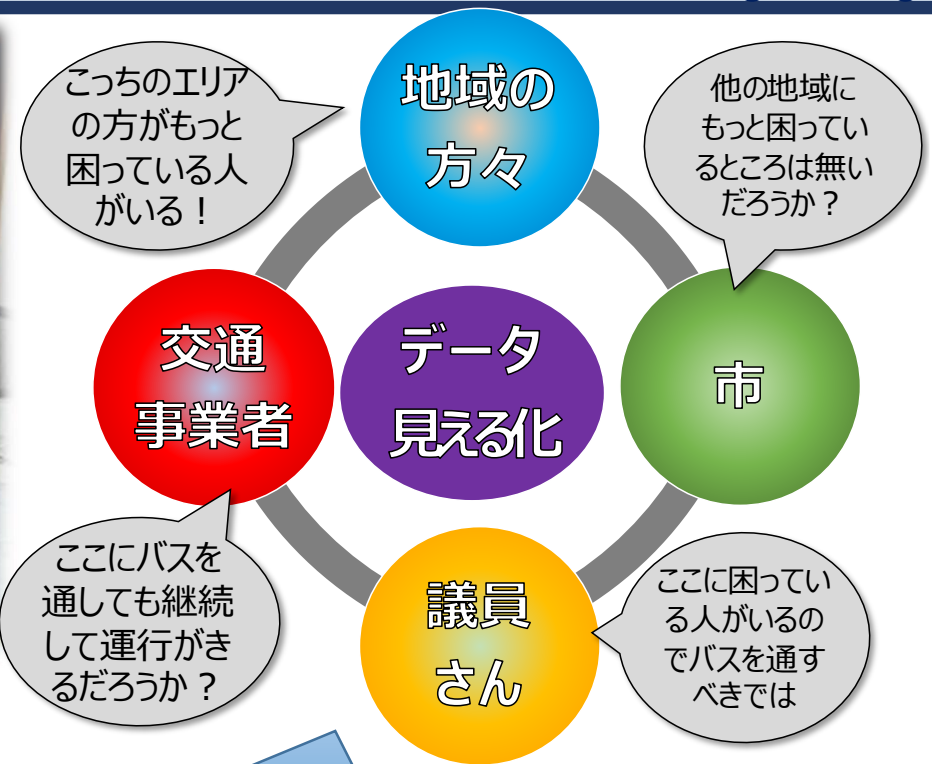 こっちのエリア
の方がもっと
困っている人
がいる！
地域の
方々
他の地域に
もっと困ってい
るところは無い
だろうか？
交通
事業者
データ
見える化
市
ここにバスを
通しても継続
して運行がき
るだろうか？
議員
さん
ここに困ってい
る人がいるの
でバスを通す
べきでは